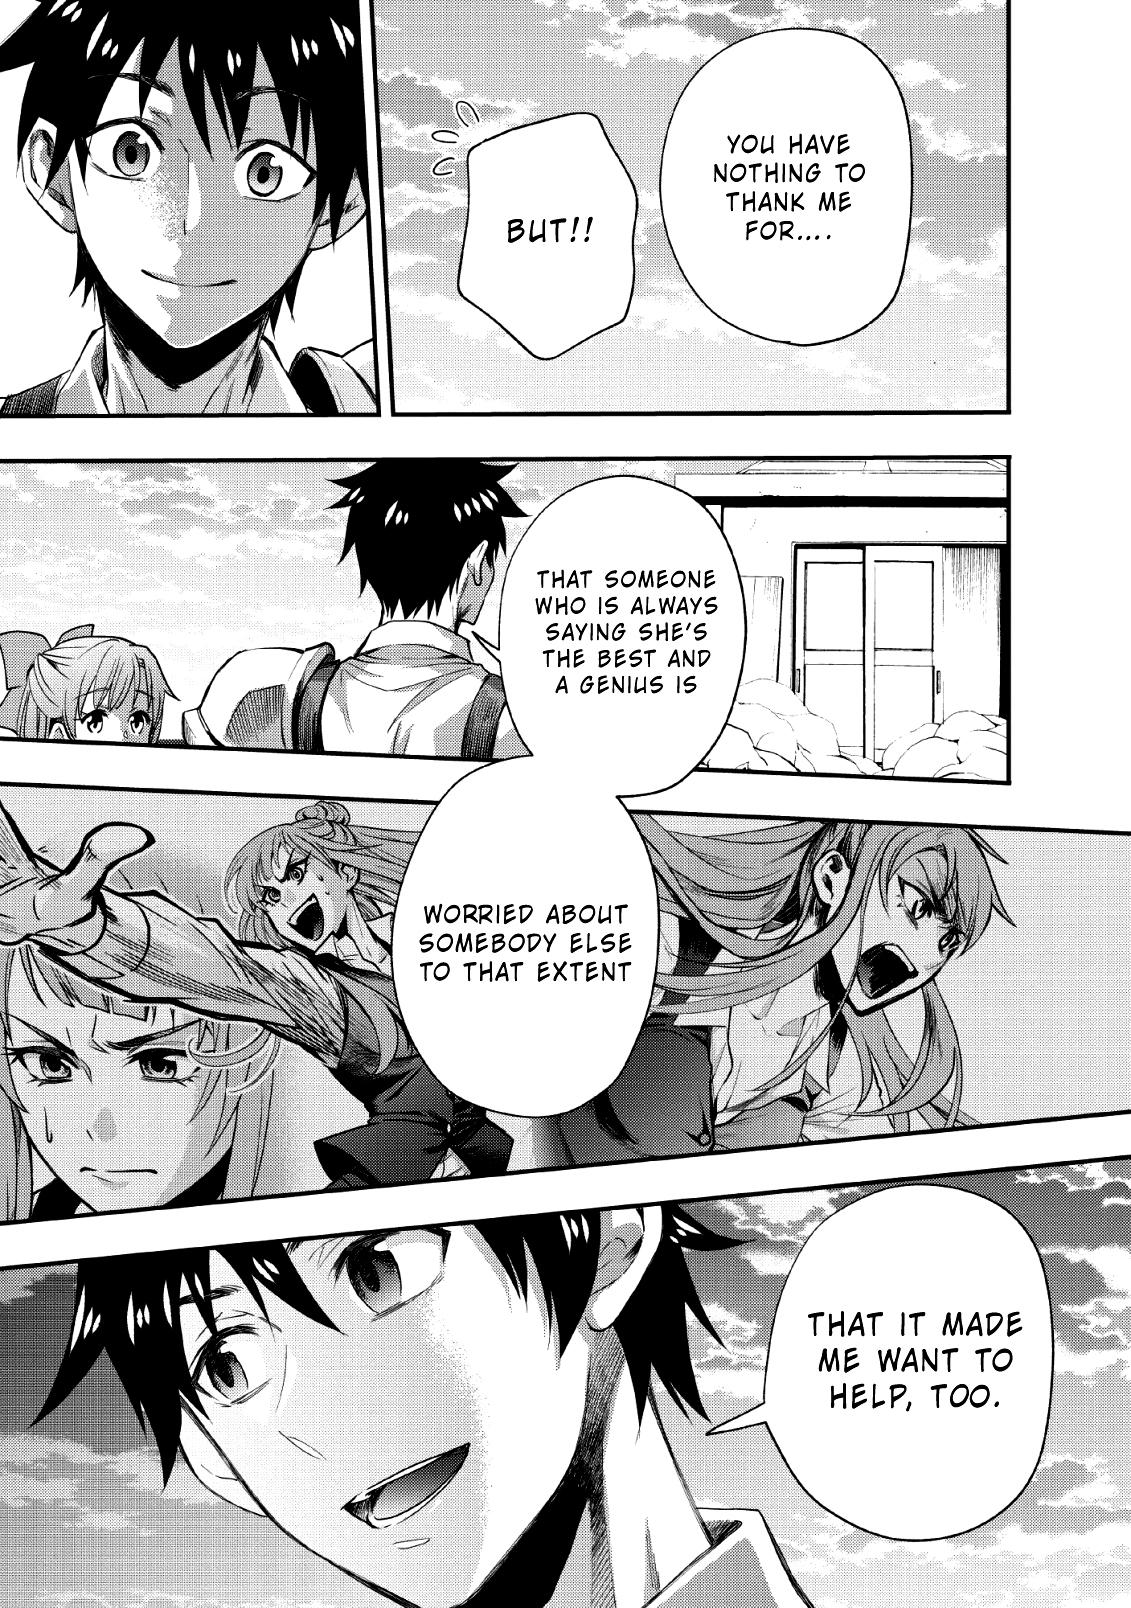 YOU HAVE
NOTHING TO
THANK ME
FOR....
BUT!!
THAT SOMEONE
WHO IS ALWAYS
SAYING SHE'S
THE BEST AND
A GENIUS IS
WORRIED ABOUT
SOMEBODY ELSE
TO THAT EXTENT
THAT IT MADE
ME WANT TO
HELP, TOO.